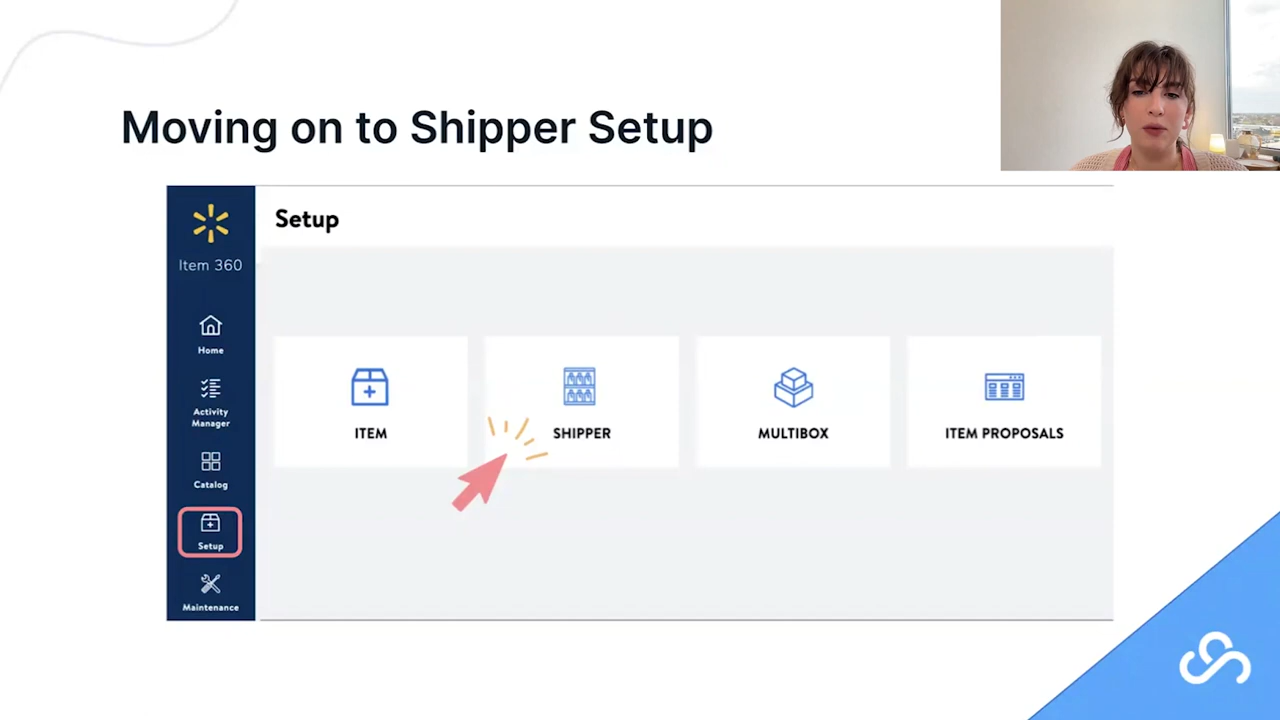 Moving on to Shipper Setup
Item 360
Home
Activity
Manager
Catalog
Setup
Maintenance
Setup
ITEM
SHIPPER
MULTIBOX
ITEM PROPOSALS